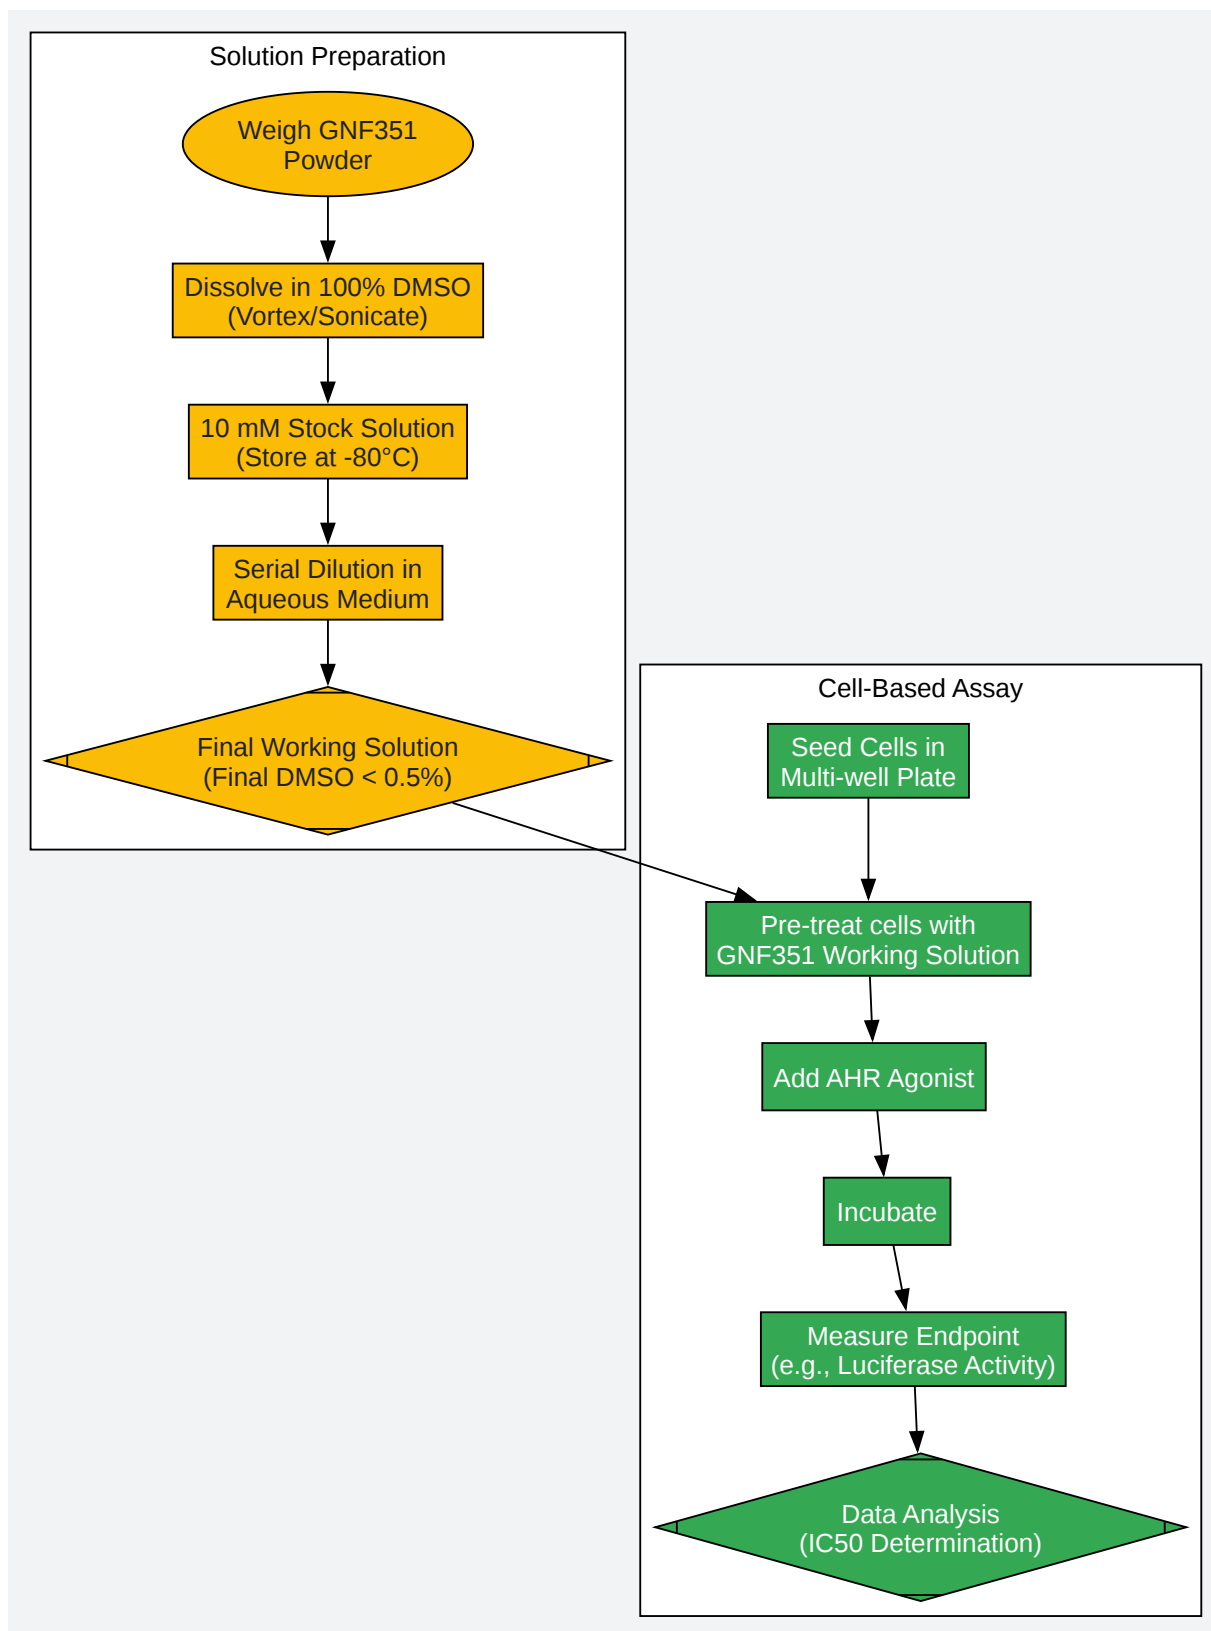 Solution Preparation
Weigh GNF351
Powder
Dissolve in 100% DMSO
(Vortex/Sonicate)
10 mM Stock Solution
(Store at -80°C)
Serial Dilution in
Aqueous Medium
Final Working Solution
(Final DMSO < 0.5%)
Cell-Based Assay
Seed Cells in
Multi-well Plate
Pre-treat cells with
GNF351 Working Solution
Add AHR Agonist
Incubate
Measure Endpoint
(e.g., Luciferase Activity)
Data Analysis
(IC50 Determination)